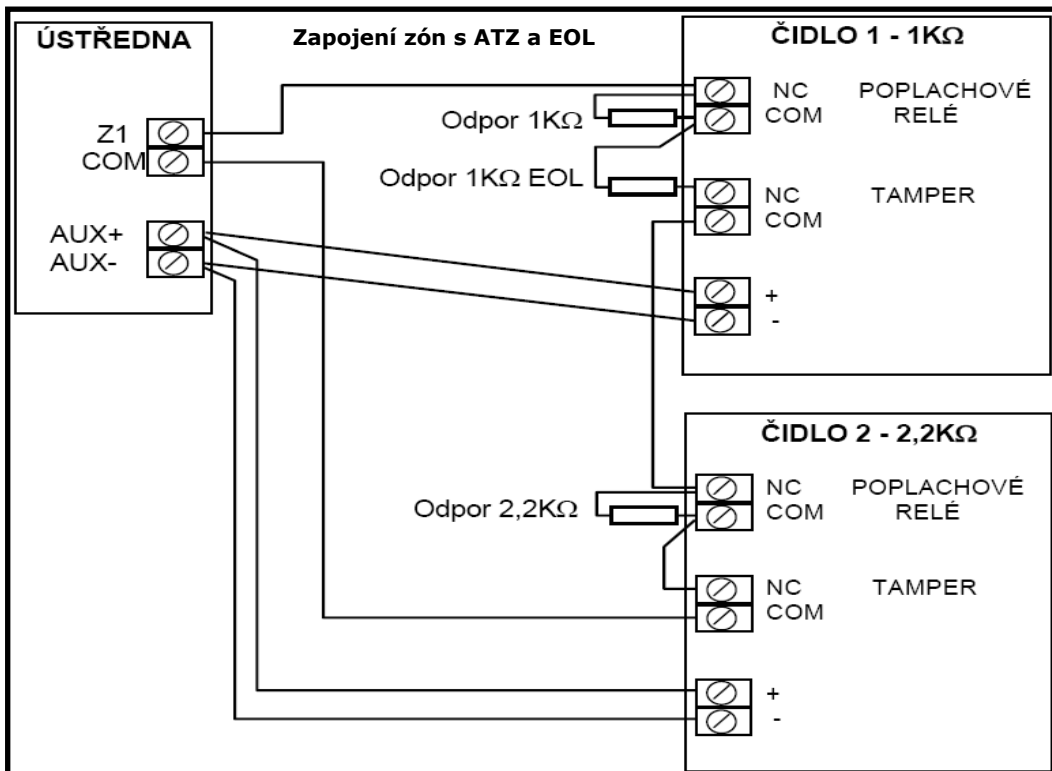 ÚSTŘEDNA
Zapojení zón s ATZ a EOL
Z1
COM
AUX+
AUX-
ČIDLO 1 - 1KΩ
Odpor 1KΩ
NC POPLACHOVÉ
COM RELÉ
Odpor 1KΩ EOL
NC TAMPER
COM
+
-
ČIDLO 2 - 2,2KΩ
Odpor 2,2KΩ
NC POPLACHOVÉ
COM RELÉ
NC TAMPER
COM
+
-